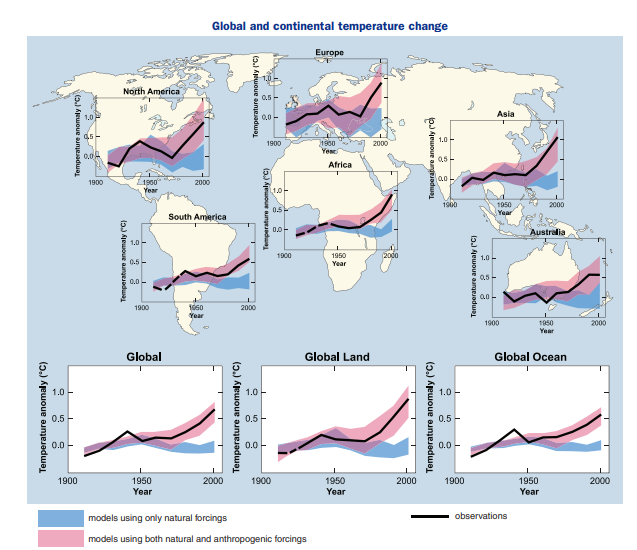 Global and continental temperature change
Europe
Temperature anomaly (°C)
1.0
0.5
0.0
1900 1950 2000
Year
North America
Temperature anomaly (°C)
1.0
0.5
0.0
1900 1950 2000
Year
Asia
Temperature anomaly (°C)
1.0
0.5
0.0
1900 1950 2000
Year
Africa
Temperature anomaly (°C)
1.0
0.5
0.0
1900 1950 2000
Year
South America
Temperature anomaly (°C)
1.0
0.5
0.0
1900 1950 2000
Year
Australia
Temperature anomaly (°C)
1.0
0.5
0.0
1900 1950 2000
Year
Global
Temperature anomaly (°C)
1.0
0.5
0.0
1900 1950 2000
Year
Global Land
Temperature anomaly (°C)
1.0
0.5
0.0
1900 1950 2000
Year
Global Ocean
Temperature anomaly (°C)
1.0
0.5
0.0
1900 1950 2000
Year
models using only natural forcings
observations
models using both natural and anthropogenic forcings